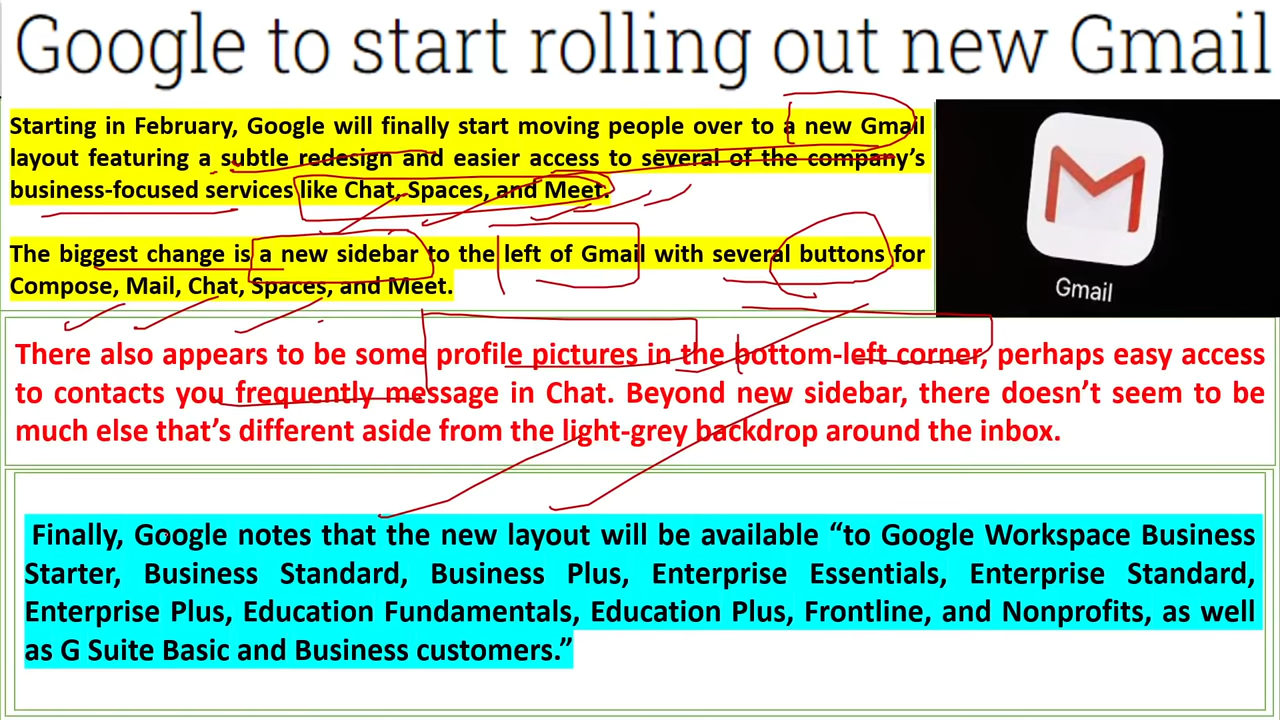 Google to start rolling out new Gmail
Starting in February, Google will finally start moving people over to a new Gmail
layout featuring a subtle redesign and easier access to several of the company's
business-focused services like Chat, Spaces, and Meet.
The biggest change is a new sidebar to the left of Gmail with several buttons for
Compose, Mail, Chat, Spaces, and Meet.
Gmail
There also appears to be some profile pictures in the bottom-left corner, perhaps easy access
to contacts you frequently message in Chat. Beyond new sidebar, there doesn't seem to be
much else that's different aside from the light-grey backdrop around the inbox.
Finally, Google notes that the new layout will be available “to Google Workspace Business
Starter, Business Standard, Business Plus, Enterprise Essentials, Enterprise Standard,
Enterprise Plus, Education Fundamentals, Education Plus, Frontline, and Nonprofits, as well
as G Suite Basic and Business customers.”